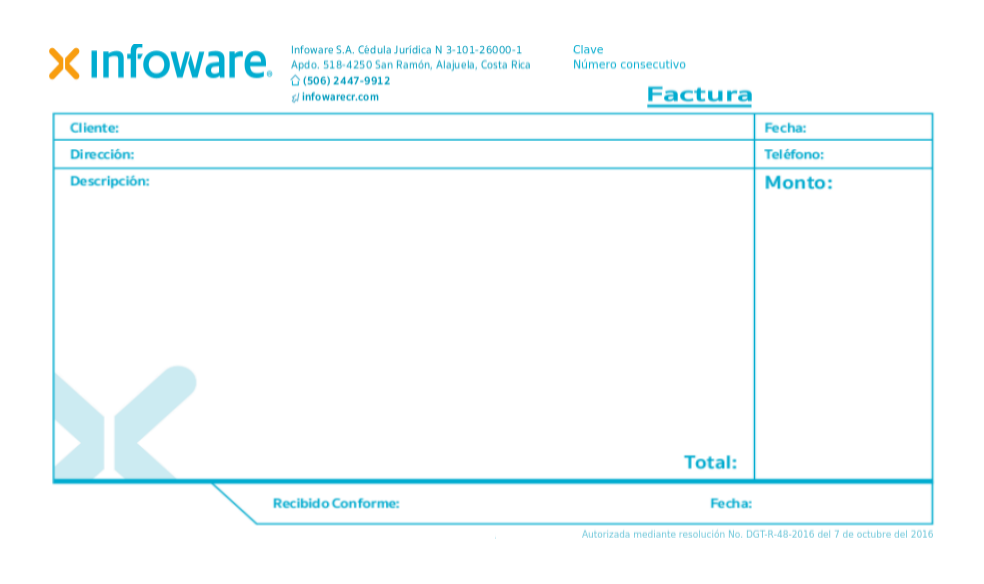 infoware.
Infoware S.A. Cèdula Jurídica N 3-101-26000-1
Apdo. 518-4250 San Ramón, Alajuela, Costa Rica
(506) 2447-9912
infowarecr.com
Clave
Número consecutivo
Factura
Cliente:
Fecha:
Dirección:
Teléfono:
Descripción:
Monto:
Total:
Recibido Conforme:
Fecha:
Autorizada mediante resolución No. DGT-R-48-2016 del 7 de octubre del 2016